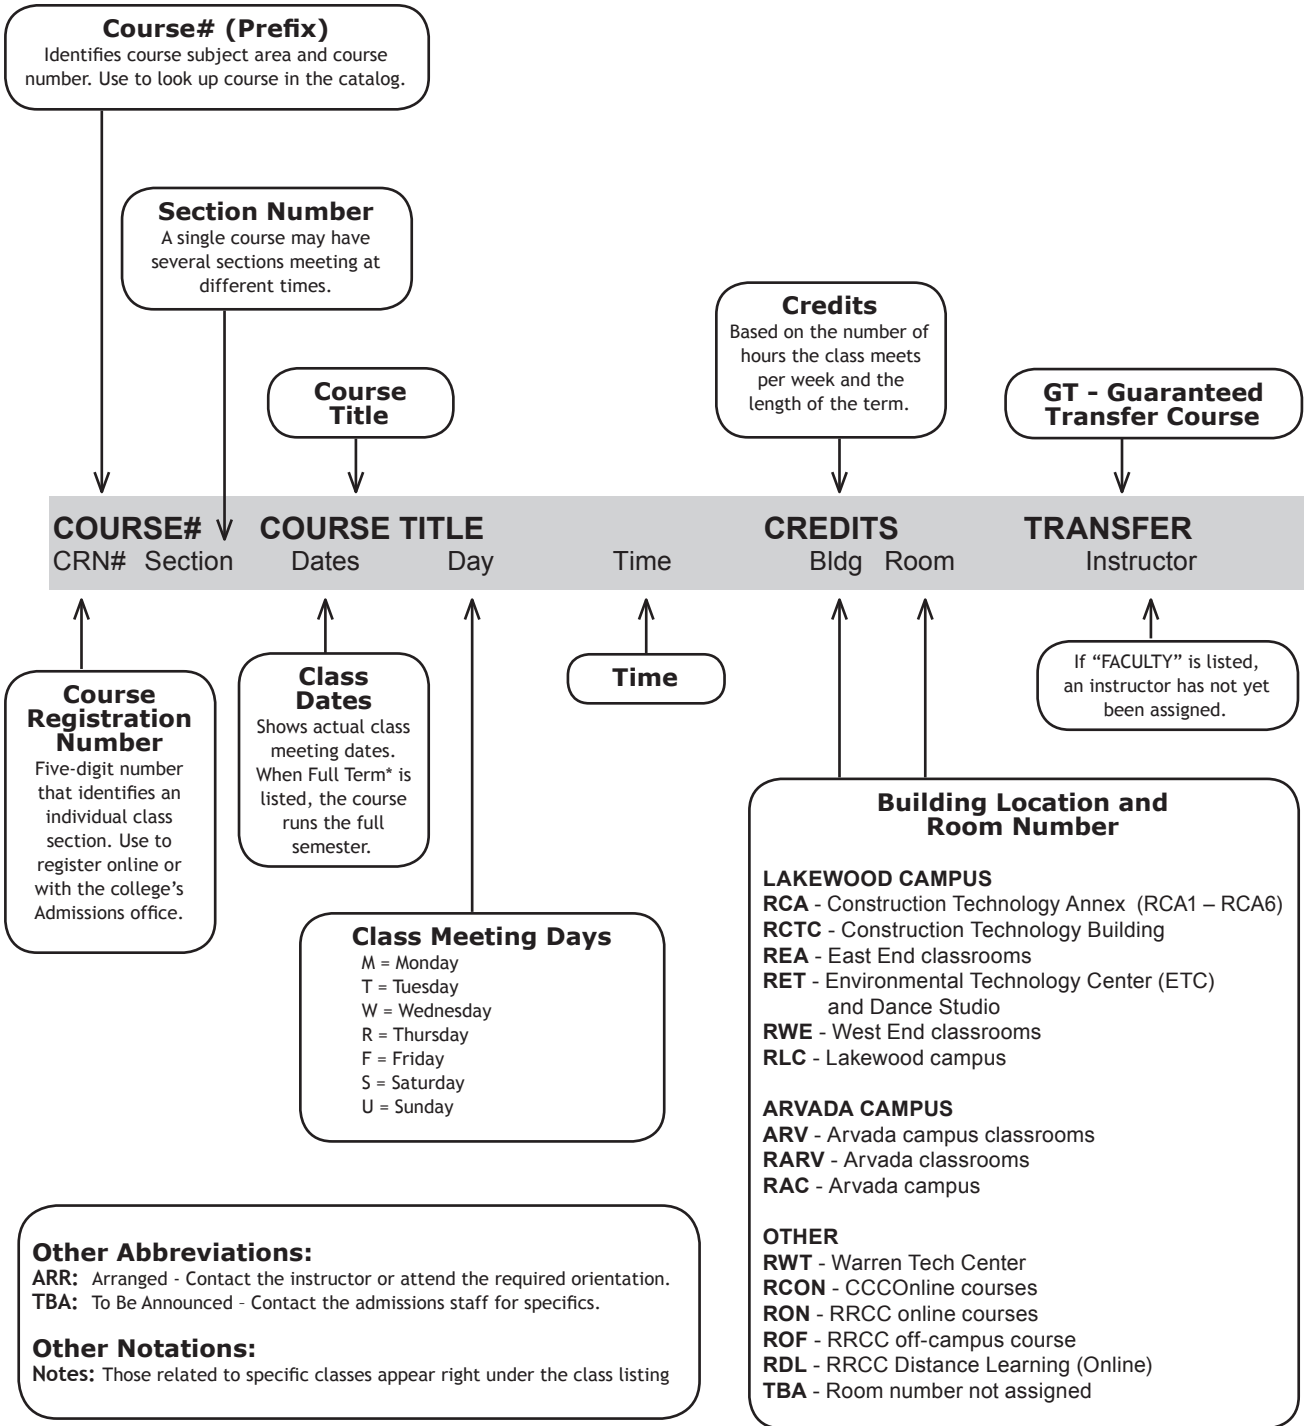 Course# (Prefix)
Identifies course subject area and course
number. Use to look up course in the catalog.
Section Number
A single course may have
several sections meeting at
different times.
Course
Title
Credits
Based on the number of
hours the class meets
per week and the
length of the term.
GT - Guaranteed
Transfer Course
COURSE# COURSE TITLE CREDITS TRANSFER
CRN# Section Dates Day Time Bldg Room Instructor
Course
Registration
Number
Five-digit number
that identifies an
individual class
section. Use to
register online or
with the college’s
Admissions office.
Class
Dates
Shows actual class
meeting dates.
When Full Term* is
listed, the course
runs the full
semester.
Time
If “FACULTY” is listed,
an instructor has not yet
been assigned.
Class Meeting Days
M = Monday
T = Tuesday
W = Wednesday
R = Thursday
F = Friday
S = Saturday
U = Sunday
Building Location and
Room Number
LAKEWOOD CAMPUS
RCA - Construction Technology Annex (RCA1 – RCA6)
RCTC - Construction Technology Building
REA - East End classrooms
RET - Environmental Technology Center (ETC)
and Dance Studio
RWE - West End classrooms
RLC - Lakewood campus
ARVADA CAMPUS
ARV - Arvada campus classrooms
RARV - Arvada classrooms
RAC - Arvada campus
OTHER
RWT - Warren Tech Center
RCON - CCCOnline courses
RON - RRCC online courses
ROF - RRCC off-campus course
RDL - RRCC Distance Learning (Online)
TBA - Room number not assigned
Other Abbreviations:
ARR: Arranged - Contact the instructor or attend the required orientation.
TBA: To Be Announced – Contact the admissions staff for specifics.
Other Notations:
Notes: Those related to specific classes appear right under the class listing